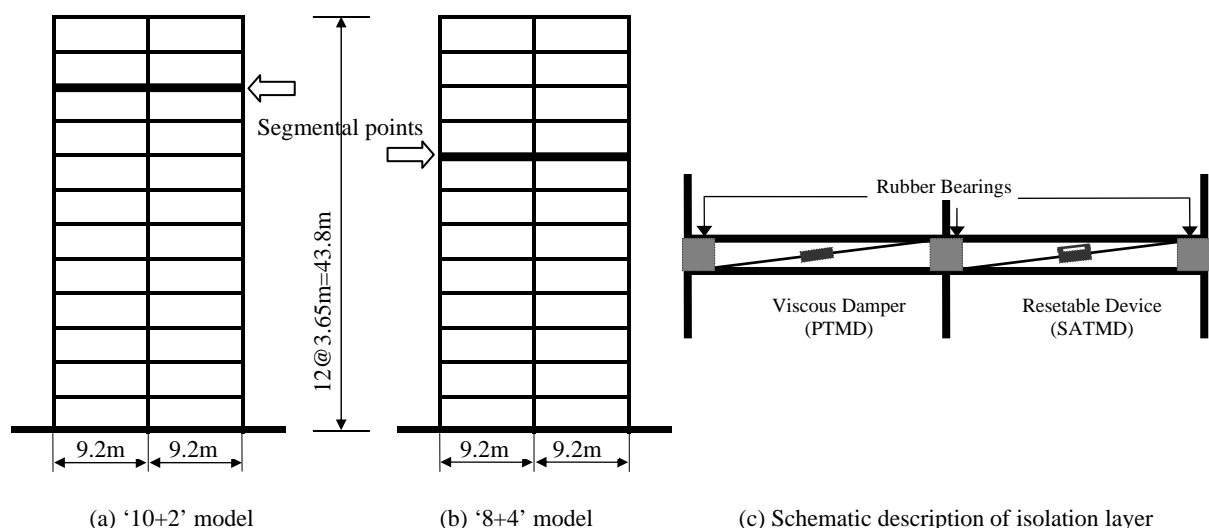 Segmental points
12@3.65m=43.8m
9.2m 9.2m
9.2m 9.2m
Rubber Bearings
Viscous Damper
(PTMD)
Resetable Device
(SATMD)
(a) ‘10+2’ model
(b) ‘8+4’ model
(c) Schematic description of isolation layer